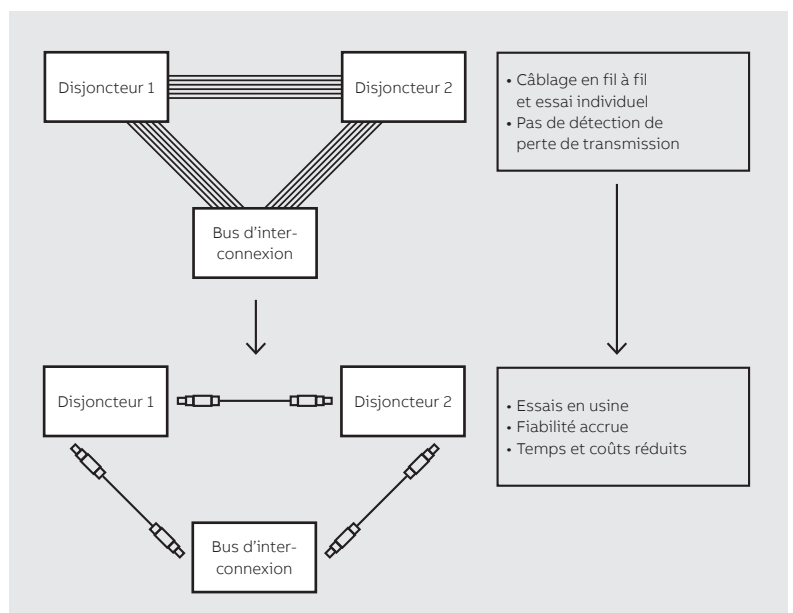 Disjoncteur 1
Disjoncteur 2
Bus d'inter-
connexion
• Câblage en fil à fil
et essai individuel
• Pas de détection de
perte de transmission
Disjoncteur 1
Disjoncteur 2
Bus d'inter-
connexion
• Essais en usine
• Fiabilité accrue
• Temps et coûts réduits